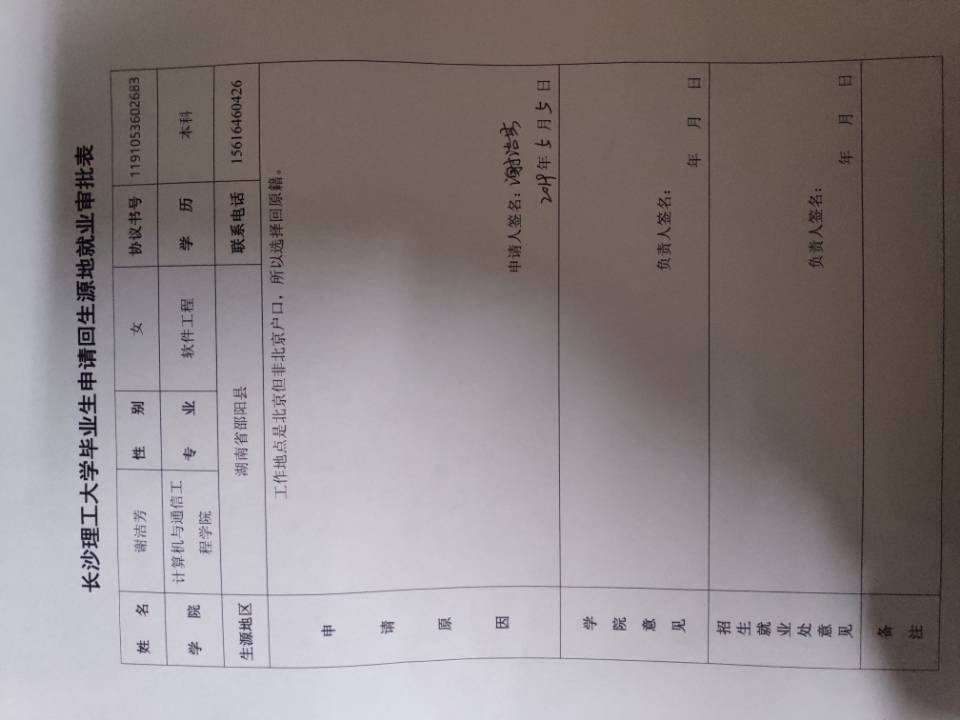 长沙理工大学毕业生申请回生源地就业审批表
姓 名 谢洁芳 性 别 女 协议书号 1191053602683
学 院 计算机与通信工程学院 专 业 软件工程 学 历 本科
生源地区 湖南省邵阳县 联系电话 15616460426
申请原因
工作地点是北京但非北京户口，所以选择回原籍。
申请人签名：谢洁芳
2019年5月5日
学院意见
负责人签名：
年 月 日
招生就业处意见
负责人签名：
年 月 日
备注